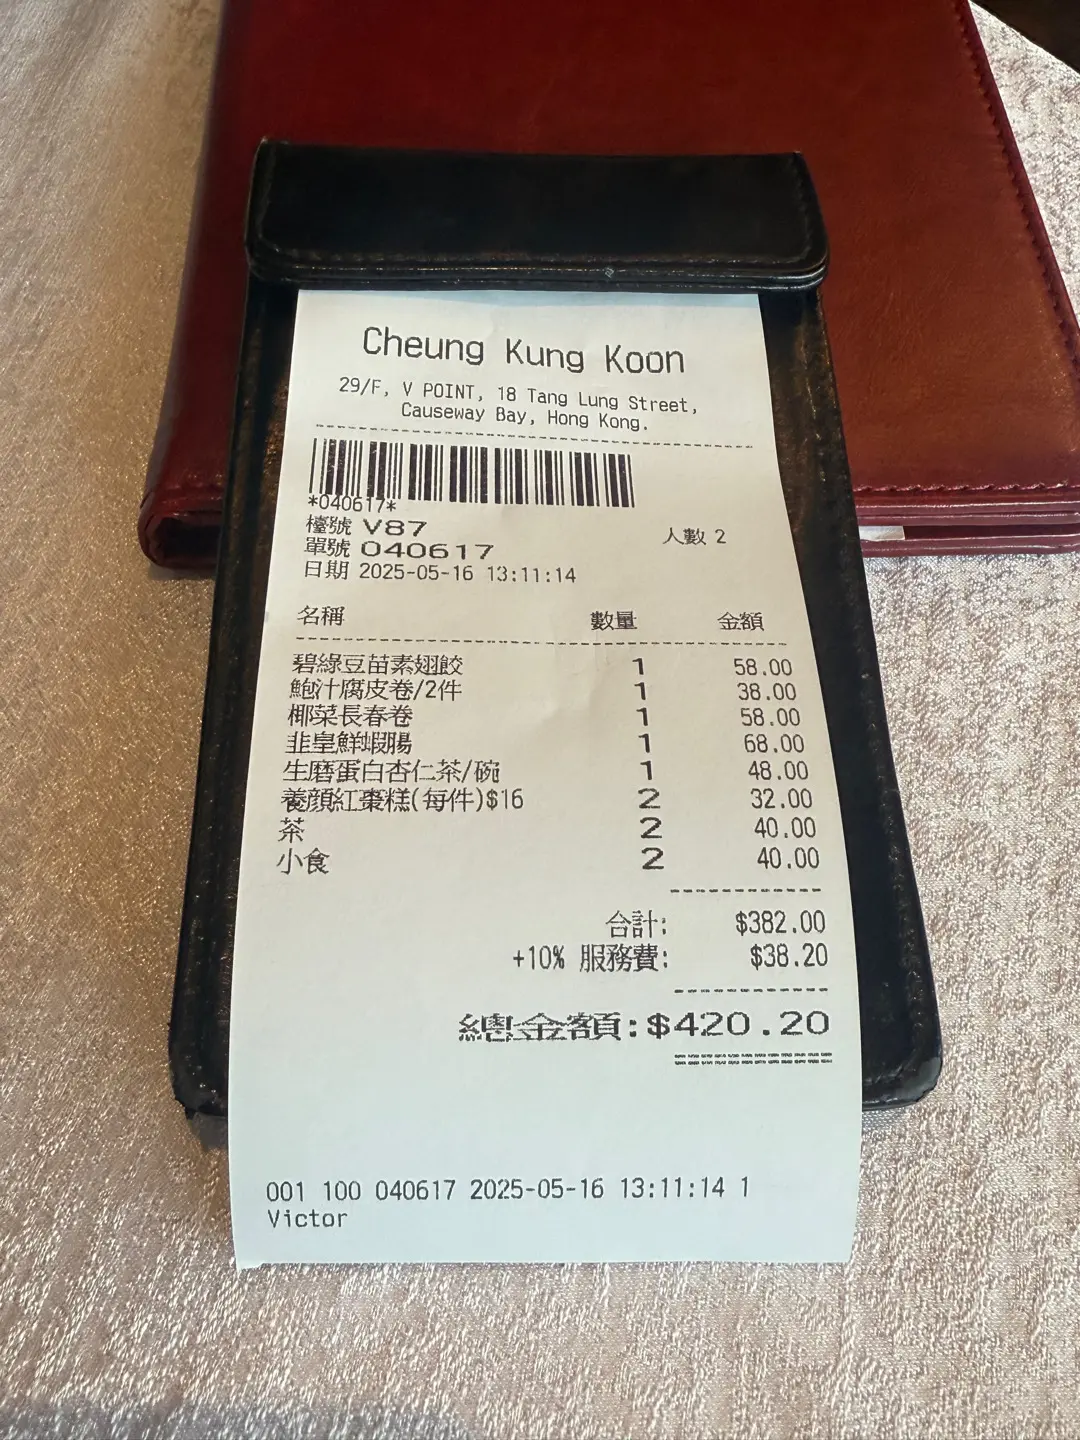 Cheung Kung Koon
29/F, V POINT, 18 Tang Lung Street,
Causeway Bay, Hong Kong.
*040617*
檯號 V87 人數 2
單號 040617
日期 2025-05-16 13:11:14
名稱 數量 金額
碧綠豆苗素翅餃 1 58.00
鮑汁腐皮卷/2件 1 38.00
椰菜長春卷 1 58.00
韭皇鮮蝦腸 1 68.00
生磨蛋白杏仁茶/碗 1 48.00
養顏紅棗糕(每件)$16 2 32.00
茶 2 40.00
小食 2 40.00
合計: $382.00
+10% 服務費: $38.20
總金額:$420.20
001 100 040617 2025-05-16 13:11:14 1
Victor